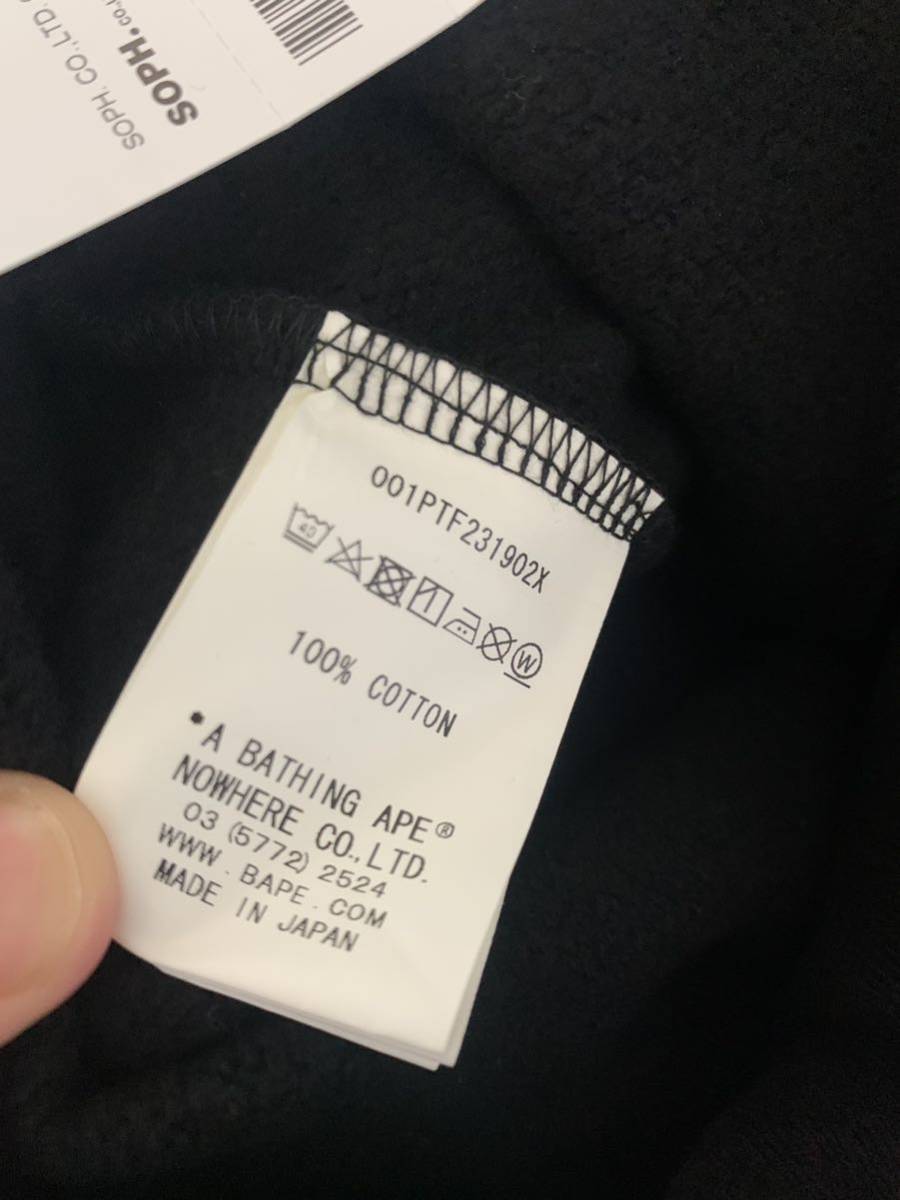 SOPH. CO.,LTD.
SOPH.
001PTF231902X
40
W
100% COTTON
A BATHING APE®
NOWHERE CO.,LTD.
03 (5772) 2524
WWW.BAPE.COM
MADE IN JAPAN